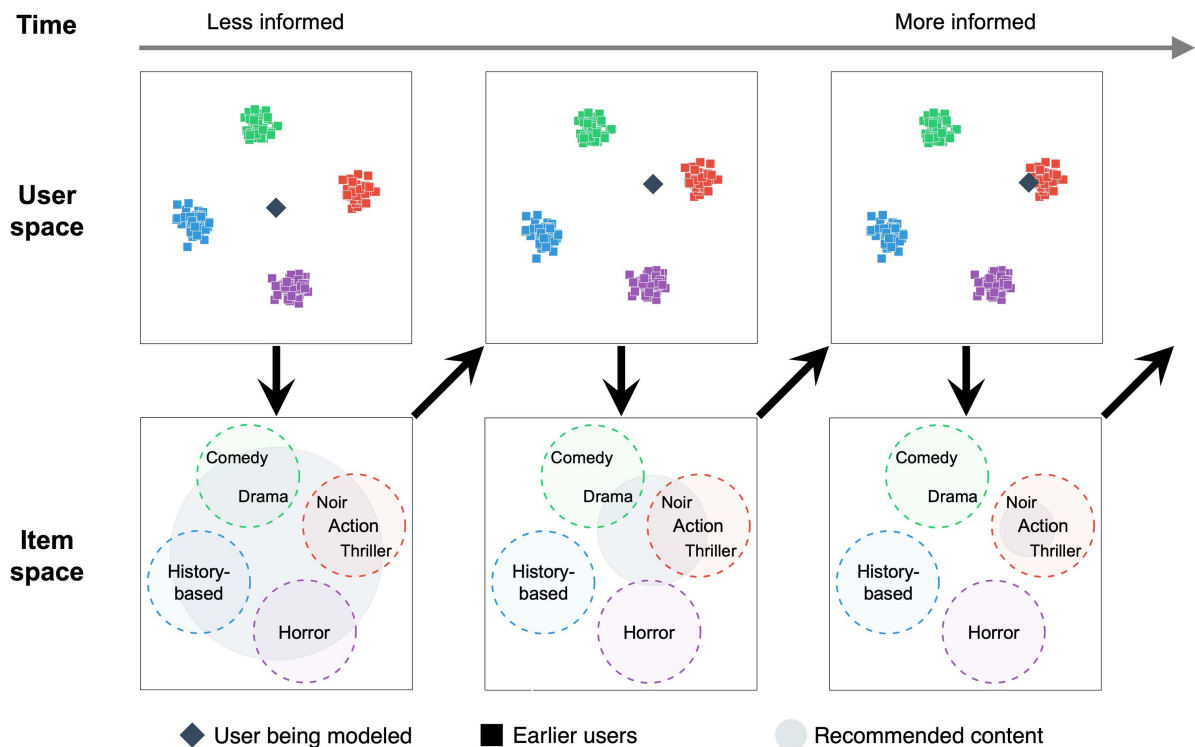 Time
Less informed
More informed
User
space
Item
space
Comedy
Drama
Noir
Action
Thriller
History-
based
Horror
Comedy
Drama
Noir
Action
Thriller
History-
based
Horror
Comedy
Drama
Noir
Action
Thriller
History-
based
Horror
User being modeled
Earlier users
Recommended content